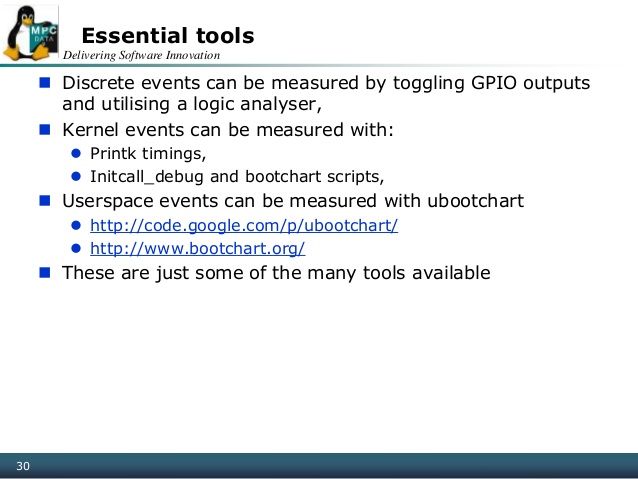 MPC
DATA
Essential tools
Delivering Software Innovation
Discrete events can be measured by toggling GPIO outputs
and utilising a logic analyser,
Kernel events can be measured with:
Printk timings,
Initcall_debug and bootchart scripts,
Userspace events can be measured with ubootchart
http://code.google.com/p/ubootchart/
http://www.bootchart.org/
These are just some of the many tools available
30